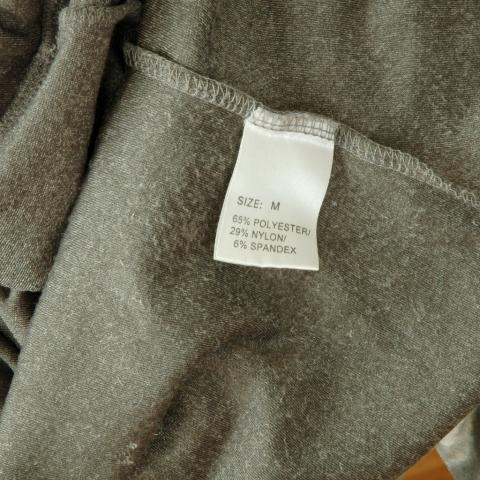 SIZE: M
65% POLYESTER/
29% NYLON/
6% SPANDEX